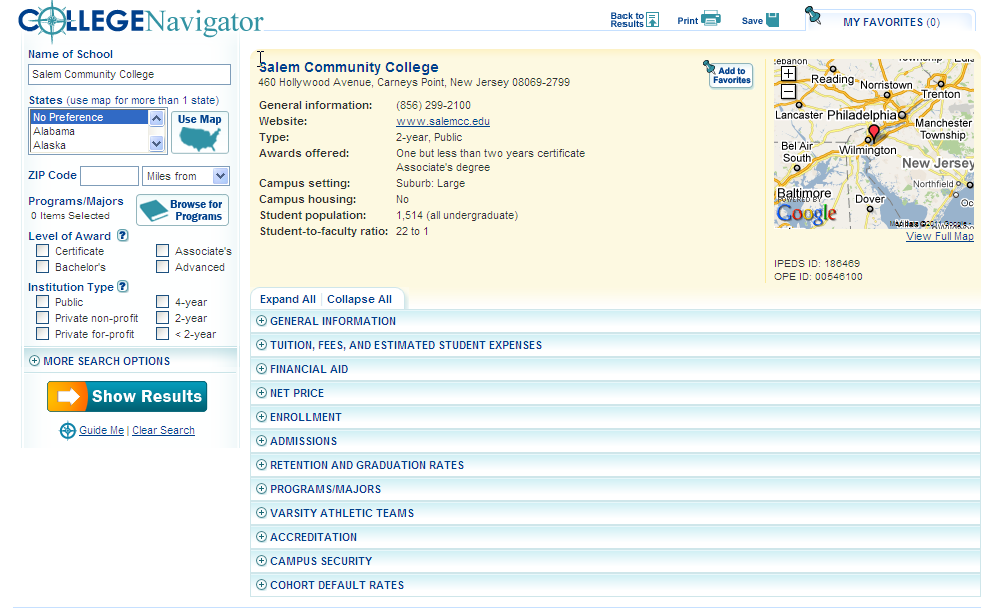 COLLEGE Navigator
Back to Results
Print
Save
MY FAVORITES (0)
Name of School
Salem Community College
States (use map for more than 1 state)
No Preference
Alabama
Alaska
Use Map
ZIP Code
Miles from
Programs/Majors
0 Items Selected
Browse for Programs
Level of Award ?
Certificate
Associate's
Bachelor's
Advanced
Institution Type ?
Public
4-year
Private non-profit
2-year
Private for-profit
< 2-year
MORE SEARCH OPTIONS
Show Results
Guide Me | Clear Search
Salem Community College
460 Hollywood Avenue, Carneys Point, New Jersey 08069-2799
General information: (856) 299-2100
Website: www.salemcc.edu
Type: 2-year, Public
Awards offered: One but less than two years certificate
Associate's degree
Campus setting: Suburb: Large
Campus housing: No
Student population: 1,514 (all undergraduate)
Student-to-faculty ratio: 22 to 1
Add to Favorites
Reading
Norristown
Trenton
Lancaster
Philadelphia
Manchester Township
Bel Air South
Wilmington
New Jersey
Northfield
Baltimore
Dover
POWERED BY
Google
View Full Map
IPEDS ID: 186469
OPE ID: 00546100
Expand All | Collapse All
GENERAL INFORMATION
TUITION, FEES, AND ESTIMATED STUDENT EXPENSES
FINANCIAL AID
NET PRICE
ENROLLMENT
ADMISSIONS
RETENTION AND GRADUATION RATES
PROGRAMS/MAJORS
VARSITY ATHLETIC TEAMS
ACCREDITATION
CAMPUS SECURITY
COHORT DEFAULT RATES